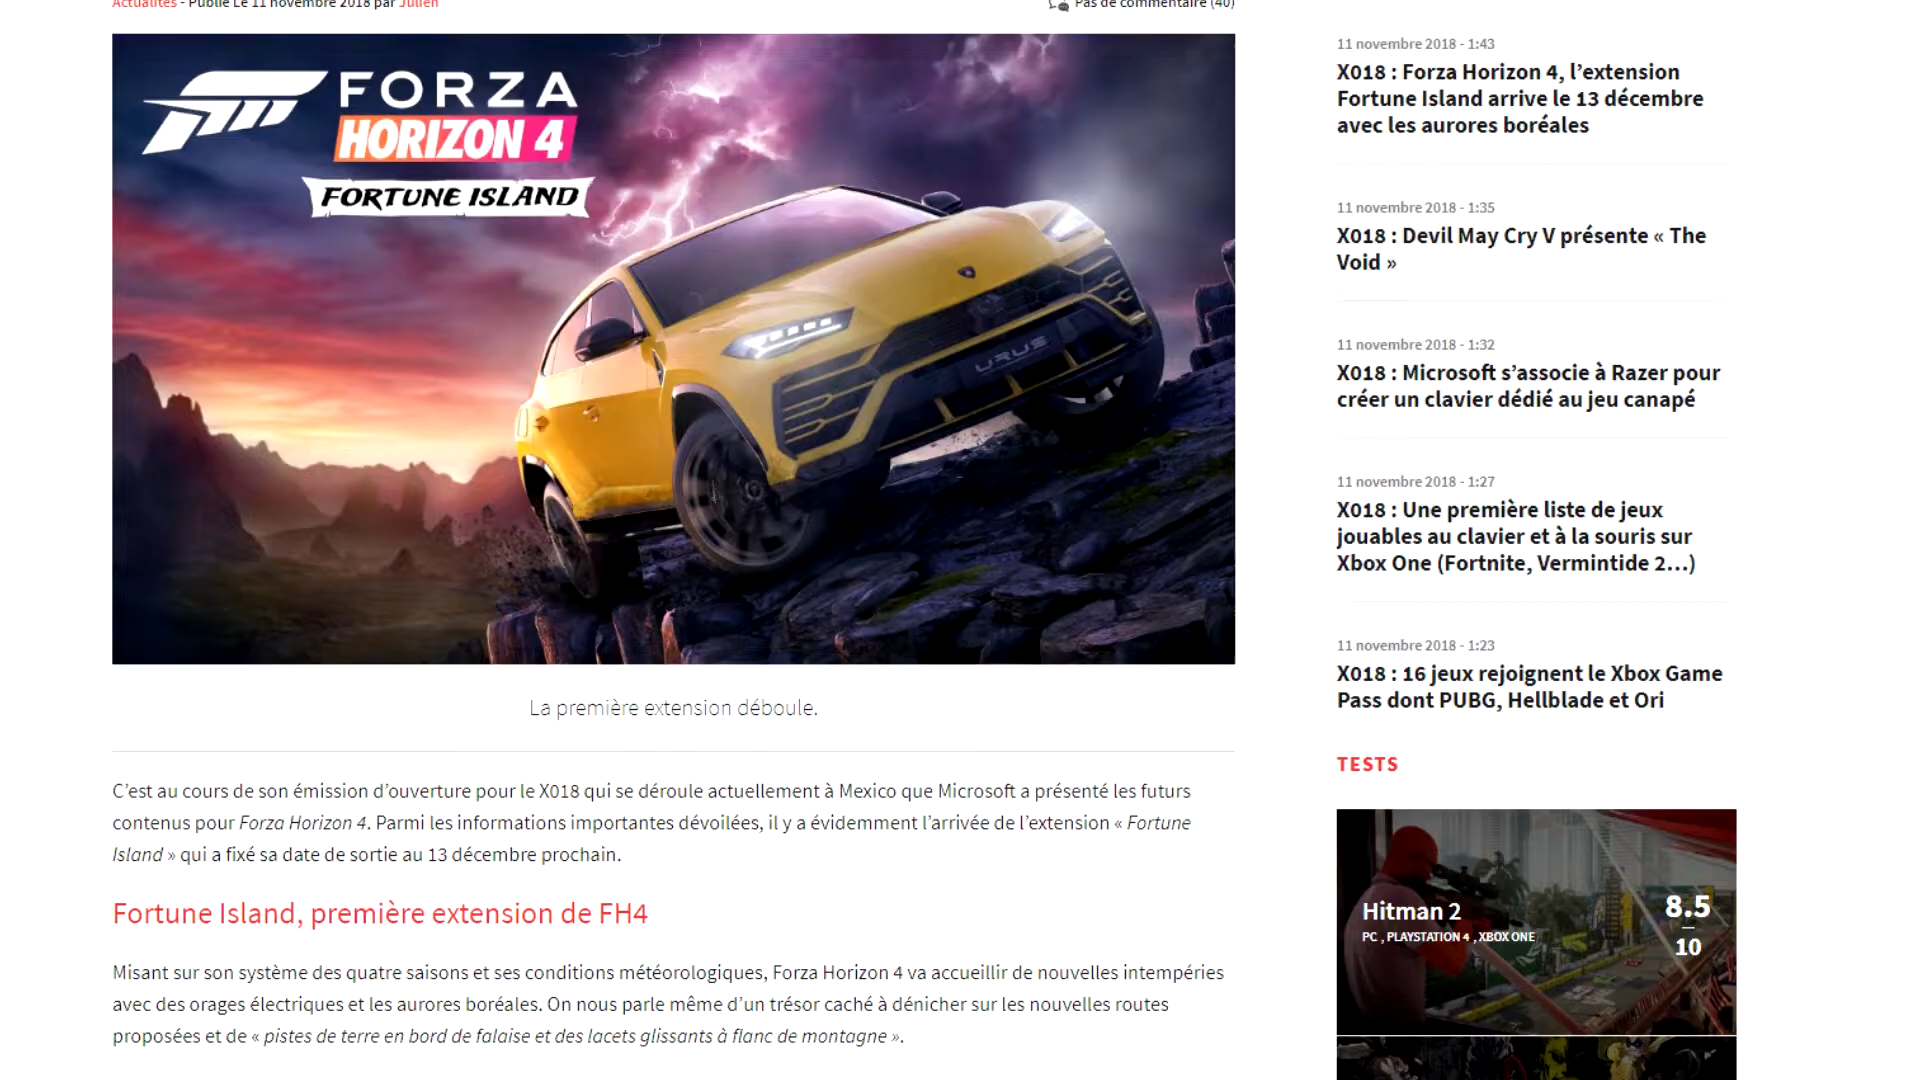 Actualités - Publié Le 11 novembre 2018 par Julien
Pas de commentaire (40)
FORZA
HORIZON 4
FORTUNE ISLAND
URUS
La première extension déboule.
C’est au cours de son émission d’ouverture pour le X018 qui se déroule actuellement à Mexico que Microsoft a présenté les futurs
contenus pour Forza Horizon 4. Parmi les informations importantes dévoilées, il y a évidemment l’arrivée de l’extension « Fortune
Island » qui a fixé sa date de sortie au 13 décembre prochain.
Fortune Island, première extension de FH4
Misant sur son système des quatre saisons et ses conditions météorologiques, Forza Horizon 4 va accueillir de nouvelles intempéries
avec des orages électriques et les aurores boréales. On nous parle même d’un trésor caché à dénicher sur les nouvelles routes
proposées et de « pistes de terre en bord de falaise et des lacets glissants à flanc de montagne ».
11 novembre 2018 - 1:43
X018 : Forza Horizon 4, l’extension
Fortune Island arrive le 13 décembre
avec les aurores boréales
11 novembre 2018 - 1:35
X018 : Devil May Cry V présente « The
Void »
11 novembre 2018 - 1:32
X018 : Microsoft s’associe à Razer pour
créer un clavier dédié au jeu canapé
11 novembre 2018 - 1:27
X018 : Une première liste de jeux
jouables au clavier et à la souris sur
Xbox One (Fortnite, Vermintide 2…)
11 novembre 2018 - 1:23
X018 : 16 jeux rejoignent le Xbox Game
Pass dont PUBG, Hellblade et Ori
TESTS
Hitman 2
PC , PLAYSTATION 4 , XBOX ONE
8.5
10